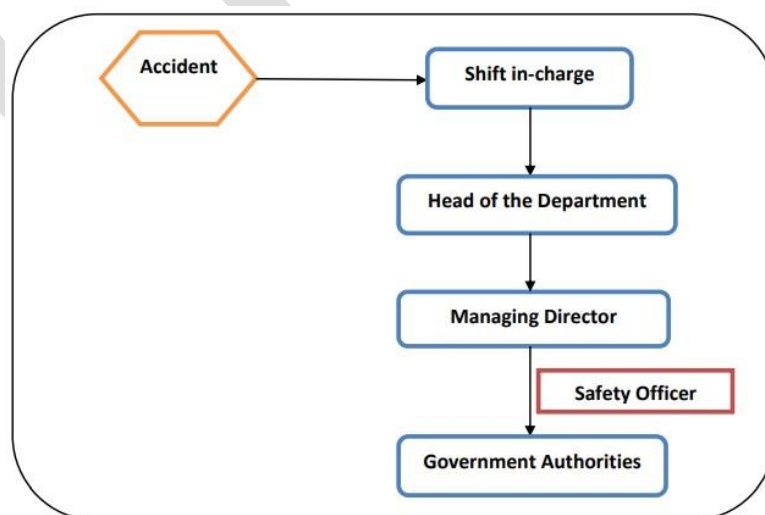 Accident
Shift in-charge
Head of the Department
Managing Director
Safety Officer
Government Authorities